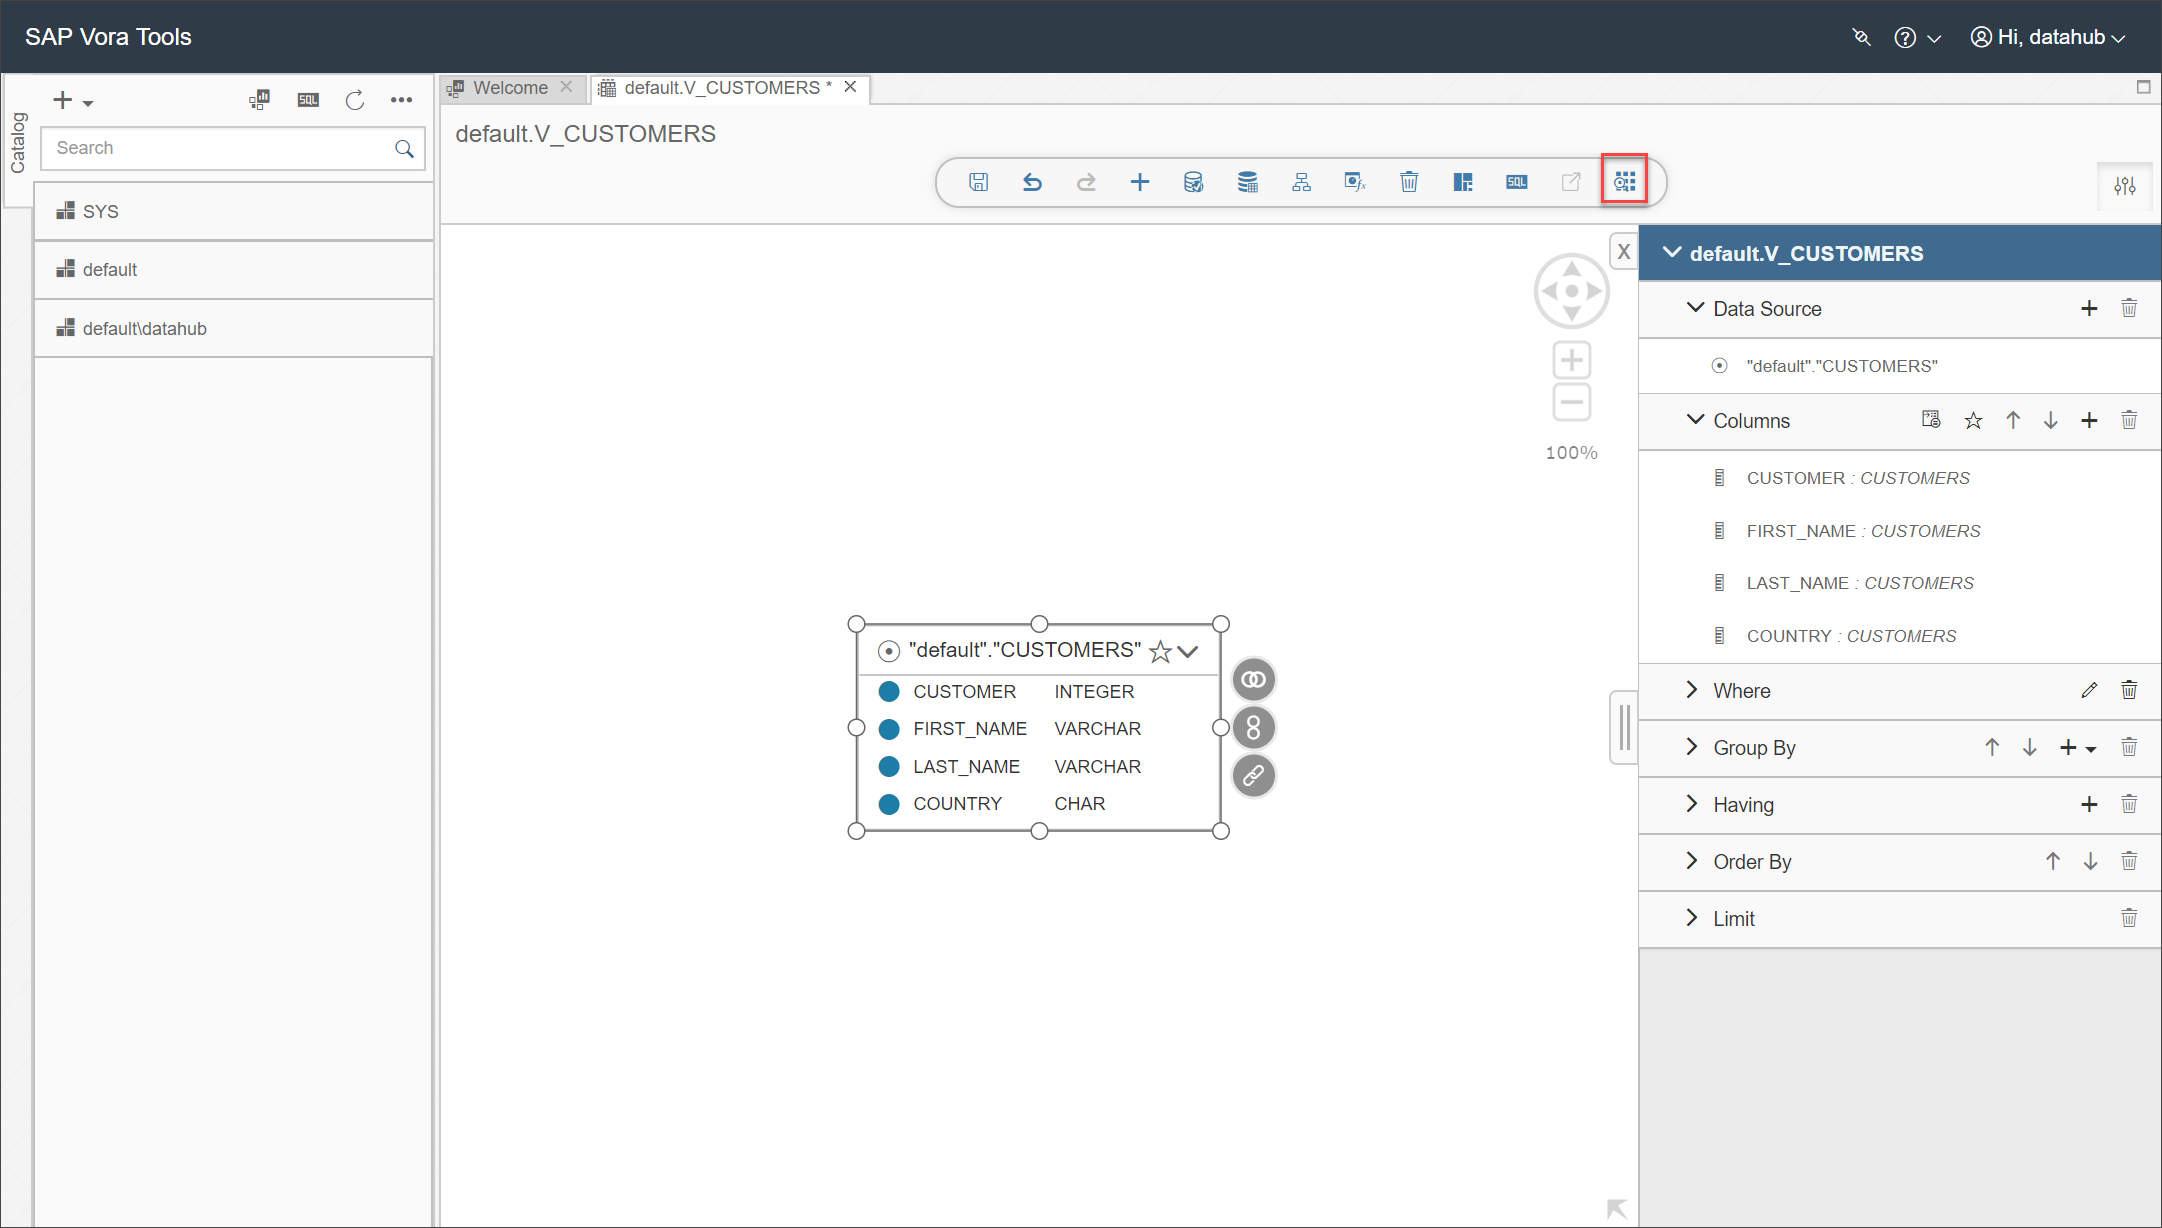 SAP Vora Tools
Hi, datahub
Catalog
SQL
Search
SYS
default
default\datahub
Welcome
default.V_CUSTOMERS *
default.V_CUSTOMERS
fx
SQL
X
100%
"default"."CUSTOMERS"
CUSTOMER INTEGER
FIRST_NAME VARCHAR
LAST_NAME VARCHAR
COUNTRY CHAR
default.V_CUSTOMERS
Data Source
"default"."CUSTOMERS"
Columns
CUSTOMER : CUSTOMERS
FIRST_NAME : CUSTOMERS
LAST_NAME : CUSTOMERS
COUNTRY : CUSTOMERS
Where
Group By
Having
Order By
Limit